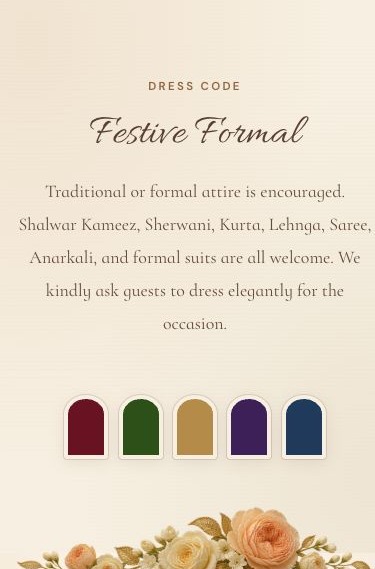 DRESS CODE
Festive Formal
Traditional or formal attire is encouraged.
Shalwar Kameez, Sherwani, Kurta, Lehnga, Saree,
Anarkali, and formal suits are all welcome. We
kindly ask guests to dress elegantly for the
occasion.